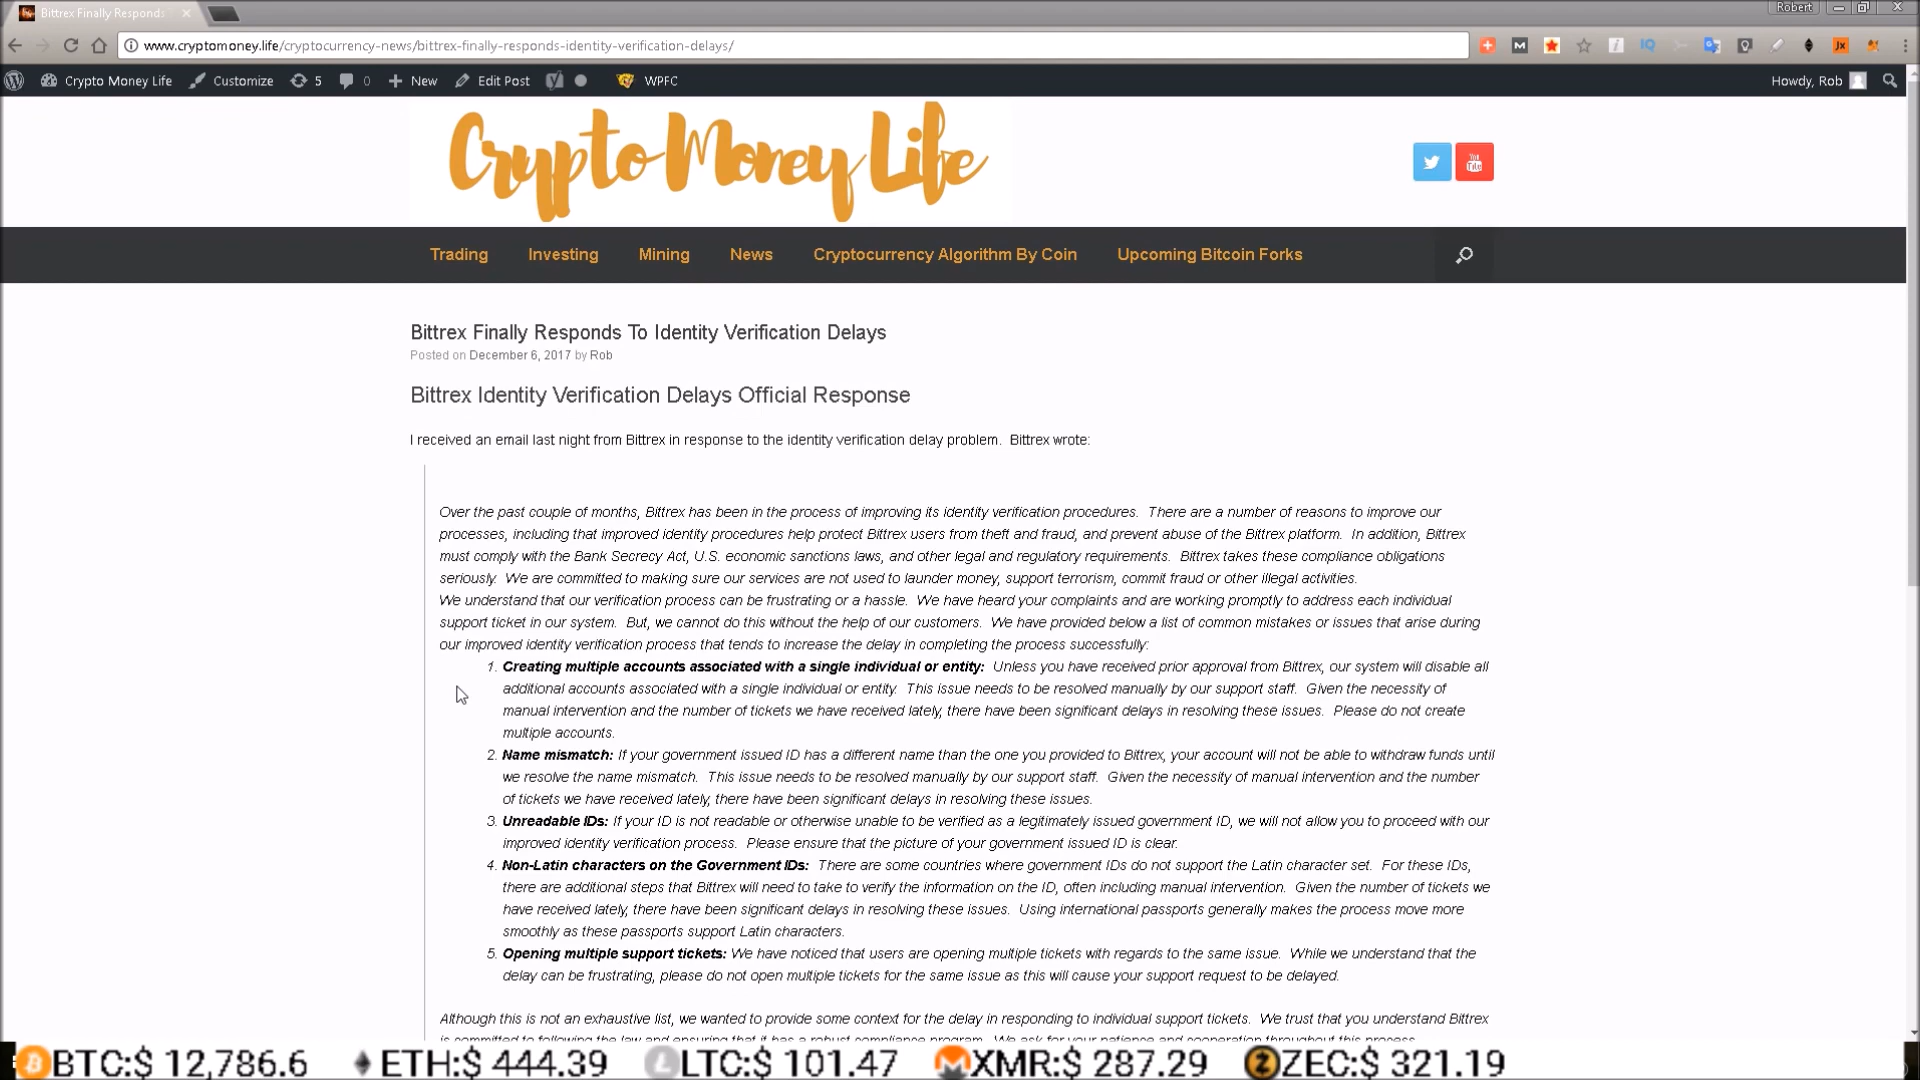 Bittrex Finally Responds
Robert
www.cryptomoney.life/cryptocurrency-news/bittrex-finally-responds-identity-verification-delays/
Crypto Money Life Customize 5 0 New Edit Post WPFC Howdy, Rob
Crypto Money Life
Trading Investing Mining News Cryptocurrency Algorithm By Coin Upcoming Bitcoin Forks
Bittrex Finally Responds To Identity Verification Delays
Posted on December 6, 2017 by Rob
Bittrex Identity Verification Delays Official Response
I received an email last night from Bittrex in response to the identity verification delay problem. Bittrex wrote:
Over the past couple of months, Bittrex has been in the process of improving its identity verification procedures. There are a number of reasons to improve our
processes, including that improved identity procedures help protect Bittrex users from theft and fraud, and prevent abuse of the Bittrex platform. In addition, Bittrex
must comply with the Bank Secrecy Act, U.S. economic sanctions laws, and other legal and regulatory requirements. Bittrex takes these compliance obligations
seriously. We are committed to making sure our services are not used to launder money, support terrorism, commit fraud or other illegal activities.
We understand that our verification process can be frustrating or a hassle. We have heard your complaints and are working promptly to address each individual
support ticket in our system. But, we cannot do this without the help of our customers. We have provided below a list of common mistakes or issues that arise during
our improved identity verification process that tends to increase the delay in completing the process successfully:
1. Creating multiple accounts associated with a single individual or entity: Unless you have received prior approval from Bittrex, our system will disable all
additional accounts associated with a single individual or entity. This issue needs to be resolved manually by our support staff. Given the necessity of
manual intervention and the number of tickets we have received lately, there have been significant delays in resolving these issues. Please do not create
multiple accounts.
2. Name mismatch: If your government issued ID has a different name than the one you provided to Bittrex, your account will not be able to withdraw funds until
we resolve the name mismatch. This issue needs to be resolved manually by our support staff. Given the necessity of manual intervention and the number
of tickets we have received lately, there have been significant delays in resolving these issues.
3. Unreadable IDs: If your ID is not readable or otherwise unable to be verified as a legitimately issued government ID, we will not allow you to proceed with our
improved identity verification process. Please ensure that the picture of your government issued ID is clear.
4. Non-Latin characters on the Government IDs: There are some countries where government IDs do not support the Latin character set. For these IDs,
there are additional steps that Bittrex will need to take to verify the information on the ID, often including manual intervention. Given the number of tickets we
have received lately, there have been significant delays in resolving these issues. Using international passports generally makes the process move more
smoothly as these passports support Latin characters.
5. Opening multiple support tickets: We have noticed that users are opening multiple tickets with regards to the same issue. While we understand that the
delay can be frustrating, please do not open multiple tickets for the same issue as this will cause your support request to be delayed.
Although this is not an exhaustive list, we wanted to provide some context for the delay in responding to individual support tickets. We trust that you understand Bittrex
is committed to following the law and ensuring that it has a robust compliance program. We ask for your patience and cooperation throughout this process.
BTC:$ 12,786.6 ETH:$ 444.39 LTC:$ 101.47 XMR:$ 287.29 ZEC:$ 321.19